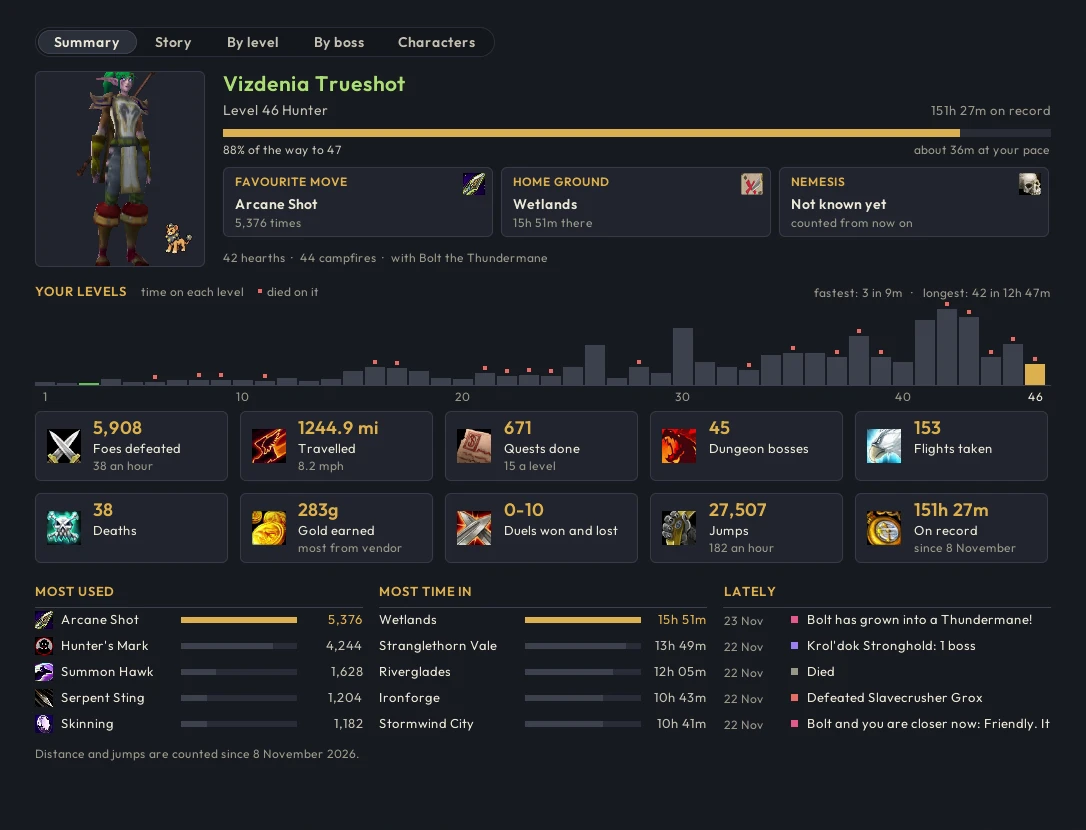 Summary Story By level By boss Characters
Vizdenia Trueshot
Level 46 Hunter 151h 27m on record
88% of the way to 47 about 36m at your pace
FAVOURITE MOVE HOME GROUND NEMESIS
Arcane Shot Wetlands Not known yet
5,376 times 15h 51m there counted from now on
42 hearths · 44 campfires · with Bolt the Thundermane
YOUR LEVELS time on each level died on it fastest: 3 in 9m · longest: 42 in 12h 47m
1 10 20 30 40 46
5,908 1244.9 mi 671 45 153
Foes defeated Travelled Quests done Dungeon bosses Flights taken
38 an hour 8.2 mph 15 a level
38 283g 0-10 27,507 151h 27m
Deaths Gold earned Duels won and lost Jumps On record
most from vendor 182 an hour since 8 November
MOST USED MOST TIME IN LATELY
Arcane Shot 5,376 Wetlands 15h 51m 23 Nov Bolt has grown into a Thundermane!
Hunter's Mark 4,244 Stranglethorn Vale 13h 49m 22 Nov Krol'dok Stronghold: 1 boss
Summon Hawk 1,628 Riverglades 12h 05m 22 Nov Died
Serpent Sting 1,204 Ironforge 10h 43m 22 Nov Defeated Slavecrusher Grox
Skinning 1,182 Stormwind City 10h 41m 22 Nov Bolt and you are closer now: Friendly. It
Distance and jumps are counted since 8 November 2026.